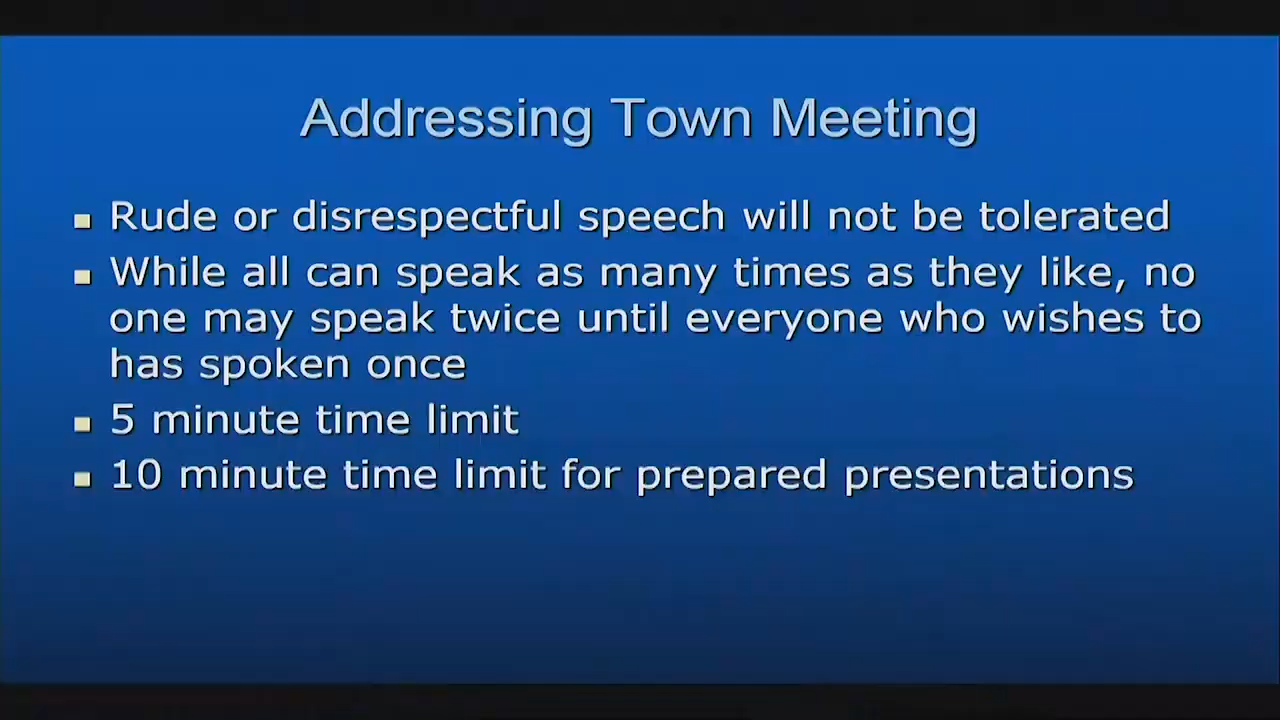 Addressing Town Meeting
Rude or disrespectful speech will not be tolerated
While all can speak as many times as they like, no
one may speak twice until everyone who wishes to
has spoken once
5 minute time limit
10 minute time limit for prepared presentations